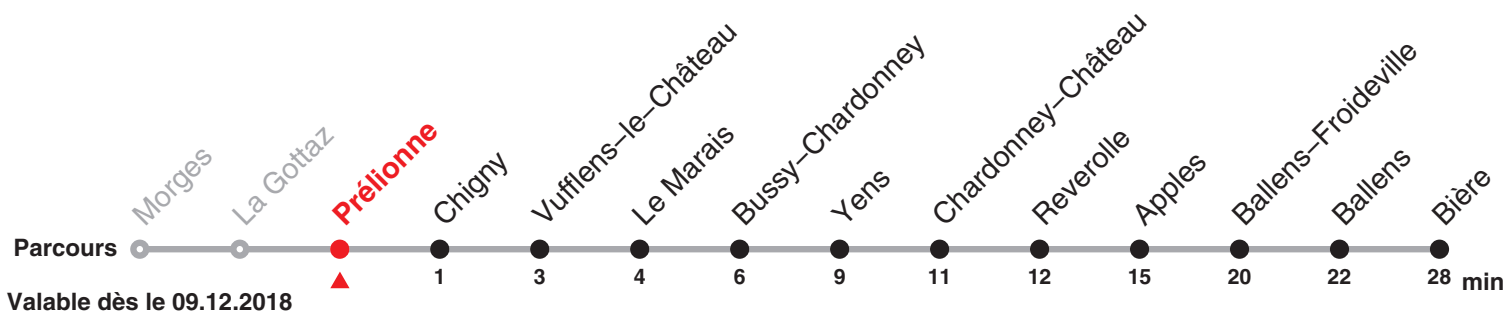 Morges
La Gottaz
Prélionne
Chigny
Vufflens–le–Château
Le Marais
Bussy–Chardonney
Yens
Chardonney–Château
Reverolle
Apples
Ballens–Froideville
Ballens
Bière
Parcours
1 3 4 6 9 11 12 15 20 22 28 min
Valable dès le 09.12.2018